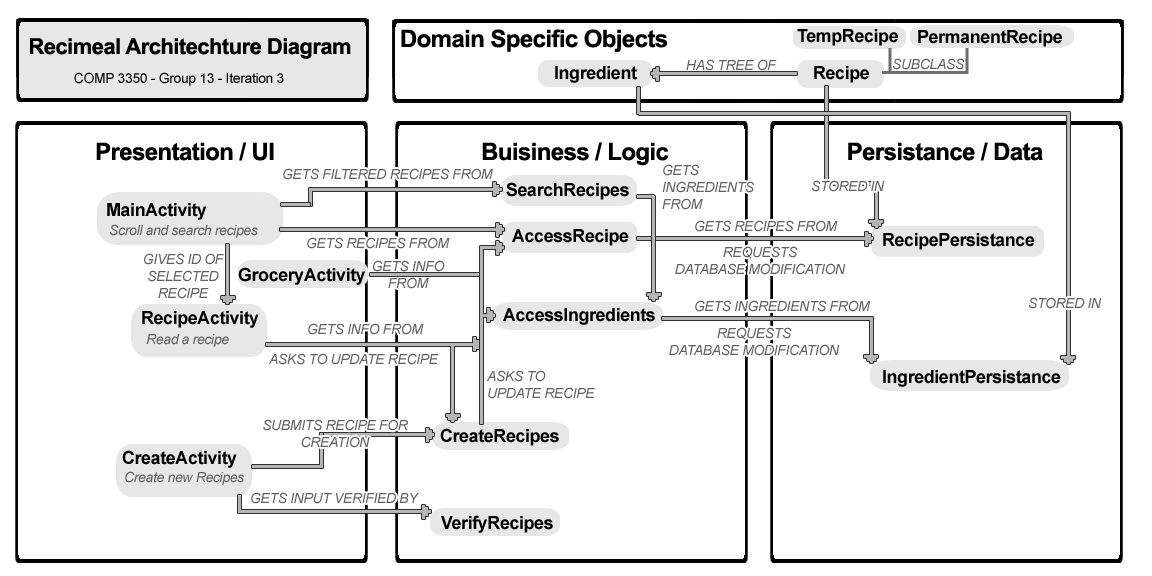 Recimeal Architechture Diagram
COMP 3350 - Group 13 - Iteration 3
Domain Specific Objects
TempRecipe
PermanentRecipe
Ingredient
HAS TREE OF
Recipe
SUBCLASS
Presentation / UI
GETS FILTERED RECIPES FROM
MainActivity
Scroll and search recipes
GETS RECIPES FROM
GIVES ID OF
SELECTED
RECIPE
GroceryActivity
GETS INFO
FROM
RecipeActivity
Read a recipe
GETS INFO FROM
ASKS TO UPDATE RECIPE
SUBMITS RECIPE FOR
CREATION
CreateActivity
Create new Recipes
GETS INPUT VERIFIED BY
Buisiness / Logic
SearchRecipes
GETS
INGREDIENTS
FROM
AccessRecipe
GETS RECIPES FROM
REQUESTS
DATABASE MODIFICATION
AccessIngredients
GETS INGREDIENTS FROM
REQUESTS
DATABASE MODIFICATION
ASKS TO
UPDATE RECIPE
CreateRecipes
VerifyRecipes
Persistance / Data
STORED IN
RecipePersistance
STORED IN
IngredientPersistance